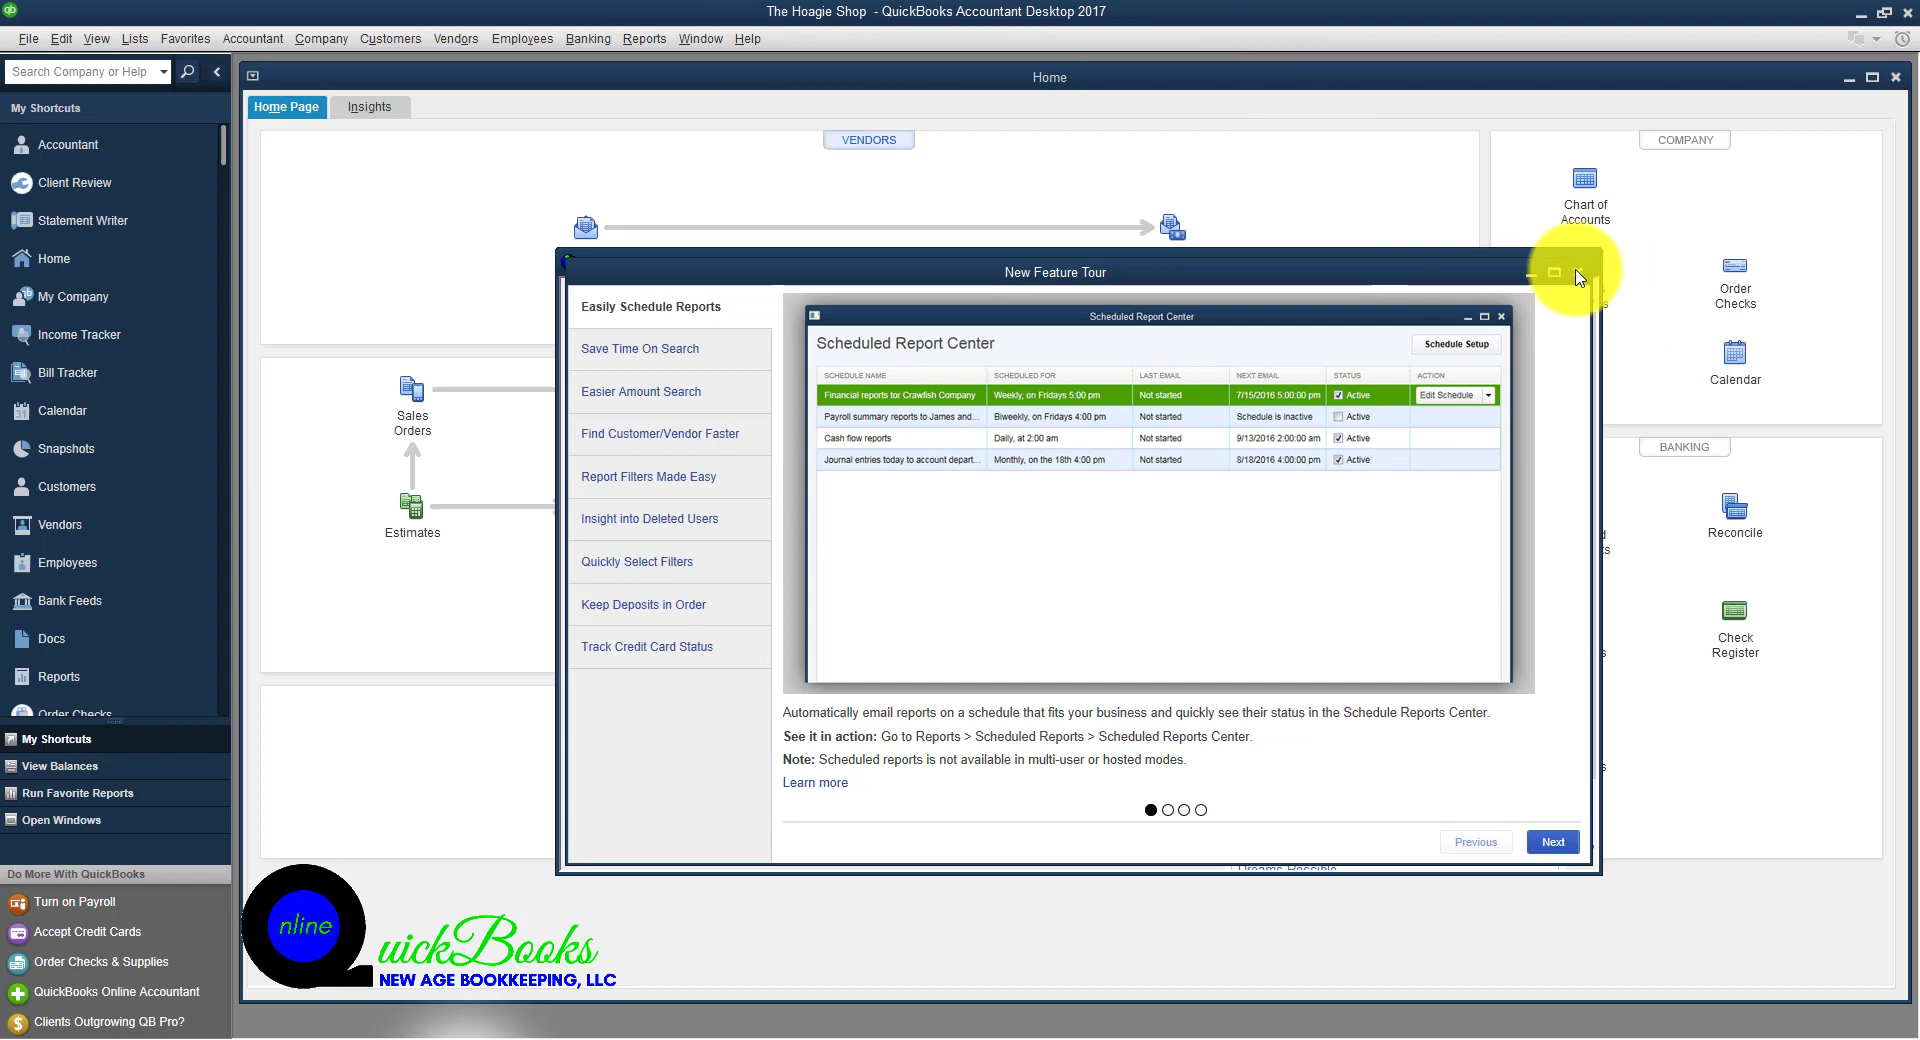 The Hoagie Shop - QuickBooks Accountant Desktop 2017
File Edit View Lists Favorites Accountant Company Customers Vendors Employees Banking Reports Window Help
Search Company or Help
My Shortcuts
Accountant
Client Review
Statement Writer
Home
My Company
Income Tracker
Bill Tracker
31 Calendar
Snapshots
Customers
Vendors
Employees
Bank Feeds
Docs
Reports
Order Checks
My Shortcuts
View Balances
Run Favorite Reports
Open Windows
Do More With QuickBooks
Turn on Payroll
Accept Credit Cards
Order Checks & Supplies
QuickBooks Online Accountant
Clients Outgrowing QB Pro?
Home
Home Page Insights
VENDORS
COMPANY
Chart of
Accounts
Order
Checks
Calendar
BANKING
Reconcile
Check
Register
Sales
Orders
Estimates
New Feature Tour
Easily Schedule Reports
Save Time On Search
Easier Amount Search
Find Customer/Vendor Faster
Report Filters Made Easy
Insight into Deleted Users
Quickly Select Filters
Keep Deposits in Order
Track Credit Card Status
Scheduled Report Center
Scheduled Report Center
Schedule Setup
SCHEDULE NAME SCHEDULED FOR LAST EMAIL NEXT EMAIL STATUS ACTION
Financial reports for Crawfish Company Weekly, on Fridays 5:00 pm Not started 7/15/2016 5:00:00 pm Active Edit Schedule
Payroll summary reports to James and... Biweekly, on Fridays 4:00 pm Not started Schedule is inactive Active
Cash flow reports Daily, at 2:00 am Not started 9/13/2016 2:00:00 am Active
Journal entries today to account depart... Monthly, on the 18th 4:00 pm Not started 8/18/2016 4:00:00 pm Active
Automatically email reports on a schedule that fits your business and quickly see their status in the Schedule Reports Center.
See it in action: Go to Reports > Scheduled Reports > Scheduled Reports Center.
Note: Scheduled reports is not available in multi-user or hosted modes.
Learn more
Previous Next
Dreams Possible
nline
uickBooks
NEW AGE BOOKKEEPING, LLC